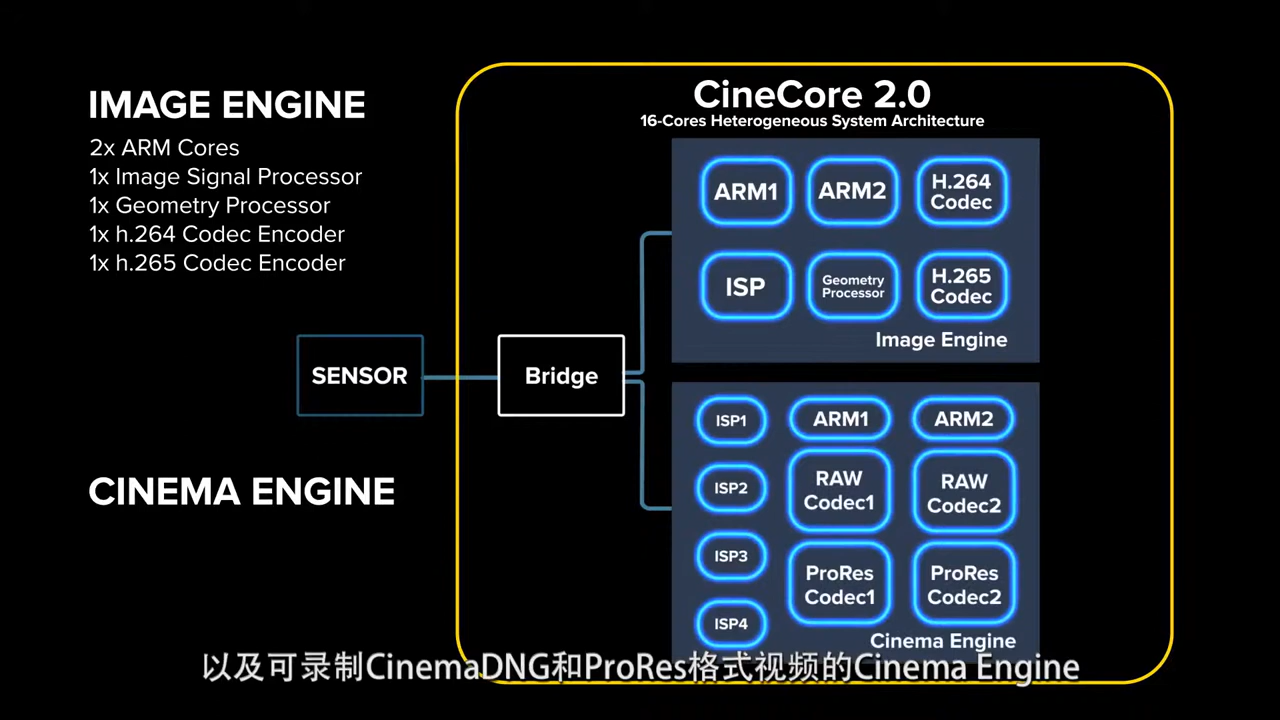 IMAGE ENGINE
2x ARM Cores
1x Image Signal Processor
1x Geometry Processor
1x h.264 Codec Encoder
1x h.265 Codec Encoder
SENSOR
CINEMA ENGINE
CineCore 2.0
16-Cores Heterogeneous System Architecture
Bridge
ARM1
ARM2
H.264
Codec
ISP
Geometry
Processor
H.265
Codec
Image Engine
ISP1
ISP2
ISP3
ISP4
ARM1
ARM2
RAW
Codec1
RAW
Codec2
ProRes
Codec1
ProRes
Codec2
Cinema Engine
以及可录制CinemaDNG和ProRes格式视频的Cinema Engine